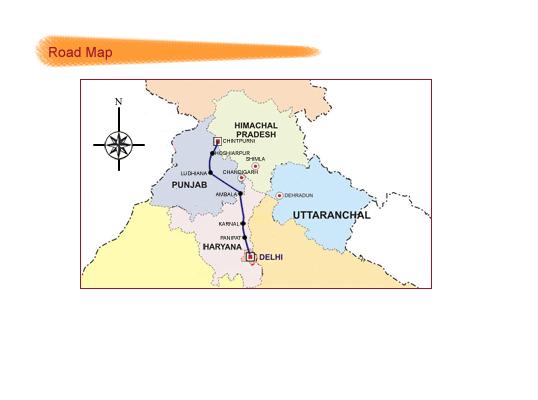 Road Map
N
HIMACHAL
PRADESH
CHINTPURNI
HOSHIARPUR
SHIMLA
LUDHIANA
CHANDIGARH
PUNJAB
AMBALA
DEHRADUN
UTTARANCHAL
KARNAL
PANIPAT
HARYANA
DELHI